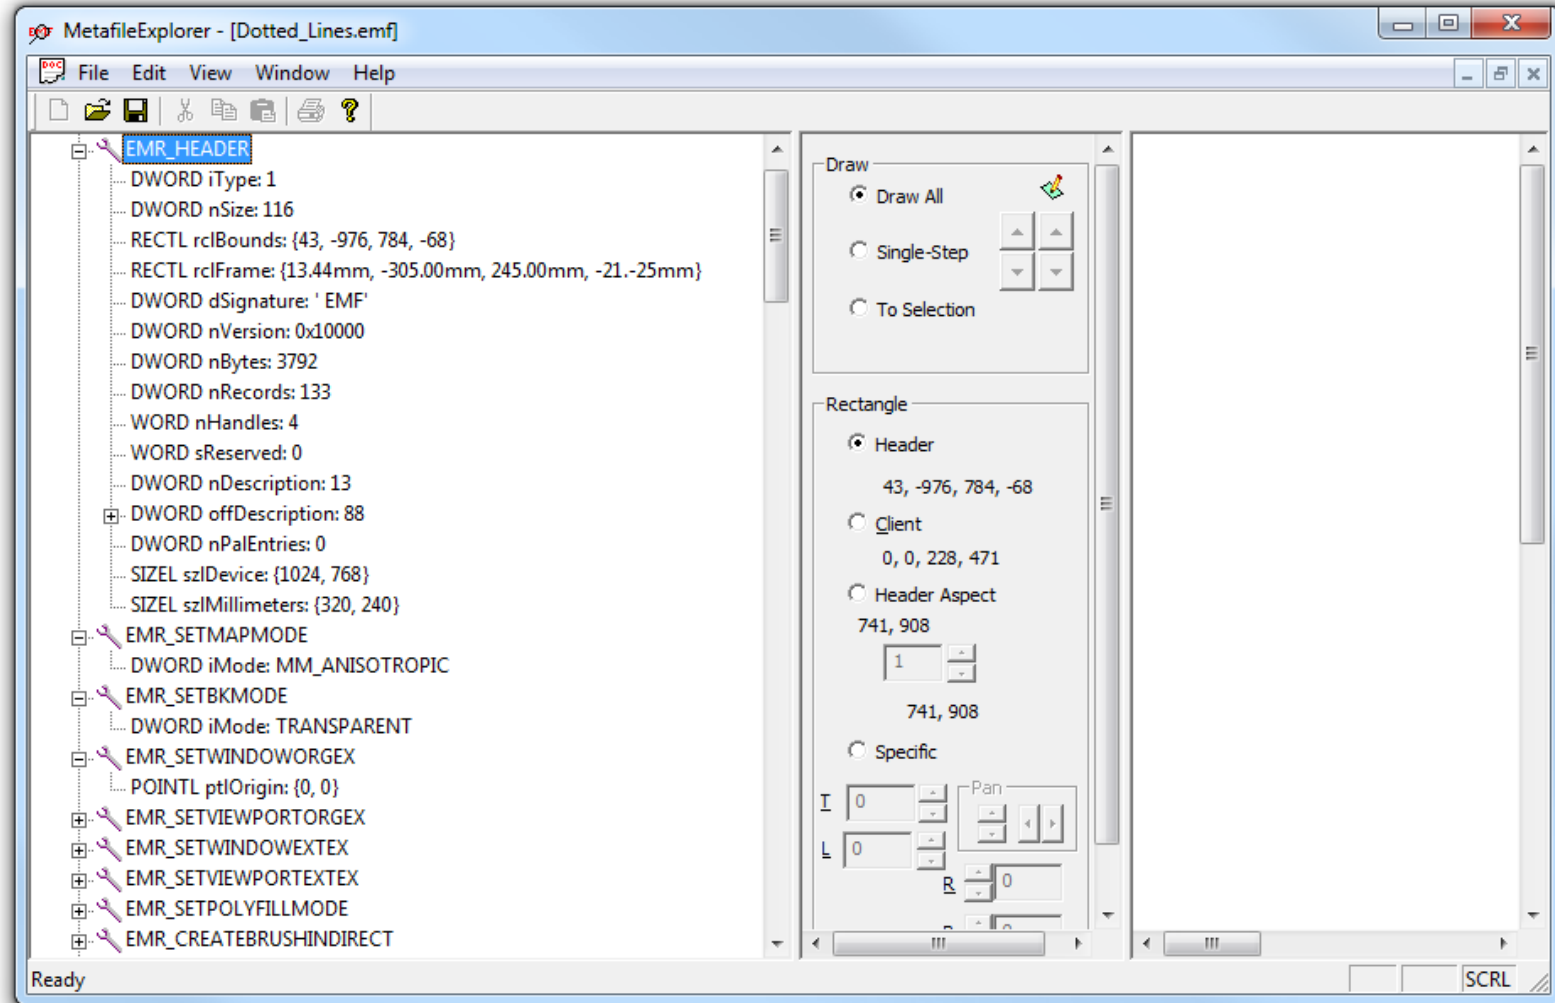 MetafileExplorer - [Dotted_Lines.emf]
File Edit View Window Help
EMR_HEADER
DWORD iType: 1
DWORD nSize: 116
RECTL rclBounds: {43, -976, 784, -68}
RECTL rclFrame: {13.44mm, -305.00mm, 245.00mm, -21.-25mm}
DWORD dSignature: ' EMF'
DWORD nVersion: 0x10000
DWORD nBytes: 3792
DWORD nRecords: 133
WORD nHandles: 4
WORD sReserved: 0
DWORD nDescription: 13
DWORD offDescription: 88
DWORD nPalEntries: 0
SIZEL szlDevice: {1024, 768}
SIZEL szlMillimeters: {320, 240}
EMR_SETMAPMODE
DWORD iMode: MM_ANISOTROPIC
EMR_SETBKMODE
DWORD iMode: TRANSPARENT
EMR_SETWINDOWORGEX
POINTL ptlOrigin: {0, 0}
EMR_SETVIEWPORTORGEX
EMR_SETWINDOWEXTEX
EMR_SETVIEWPORTEXTEX
EMR_SETPOLYFILLMODE
EMR_CREATEBRUSHINDIRECT
Draw
Draw All
Single-Step
To Selection
Rectangle
Header
43, -976, 784, -68
Client
0, 0, 228, 471
Header Aspect
741, 908
1
741, 908
Specific
T 0
Pan
L 0
R 0
Ready
SCRL